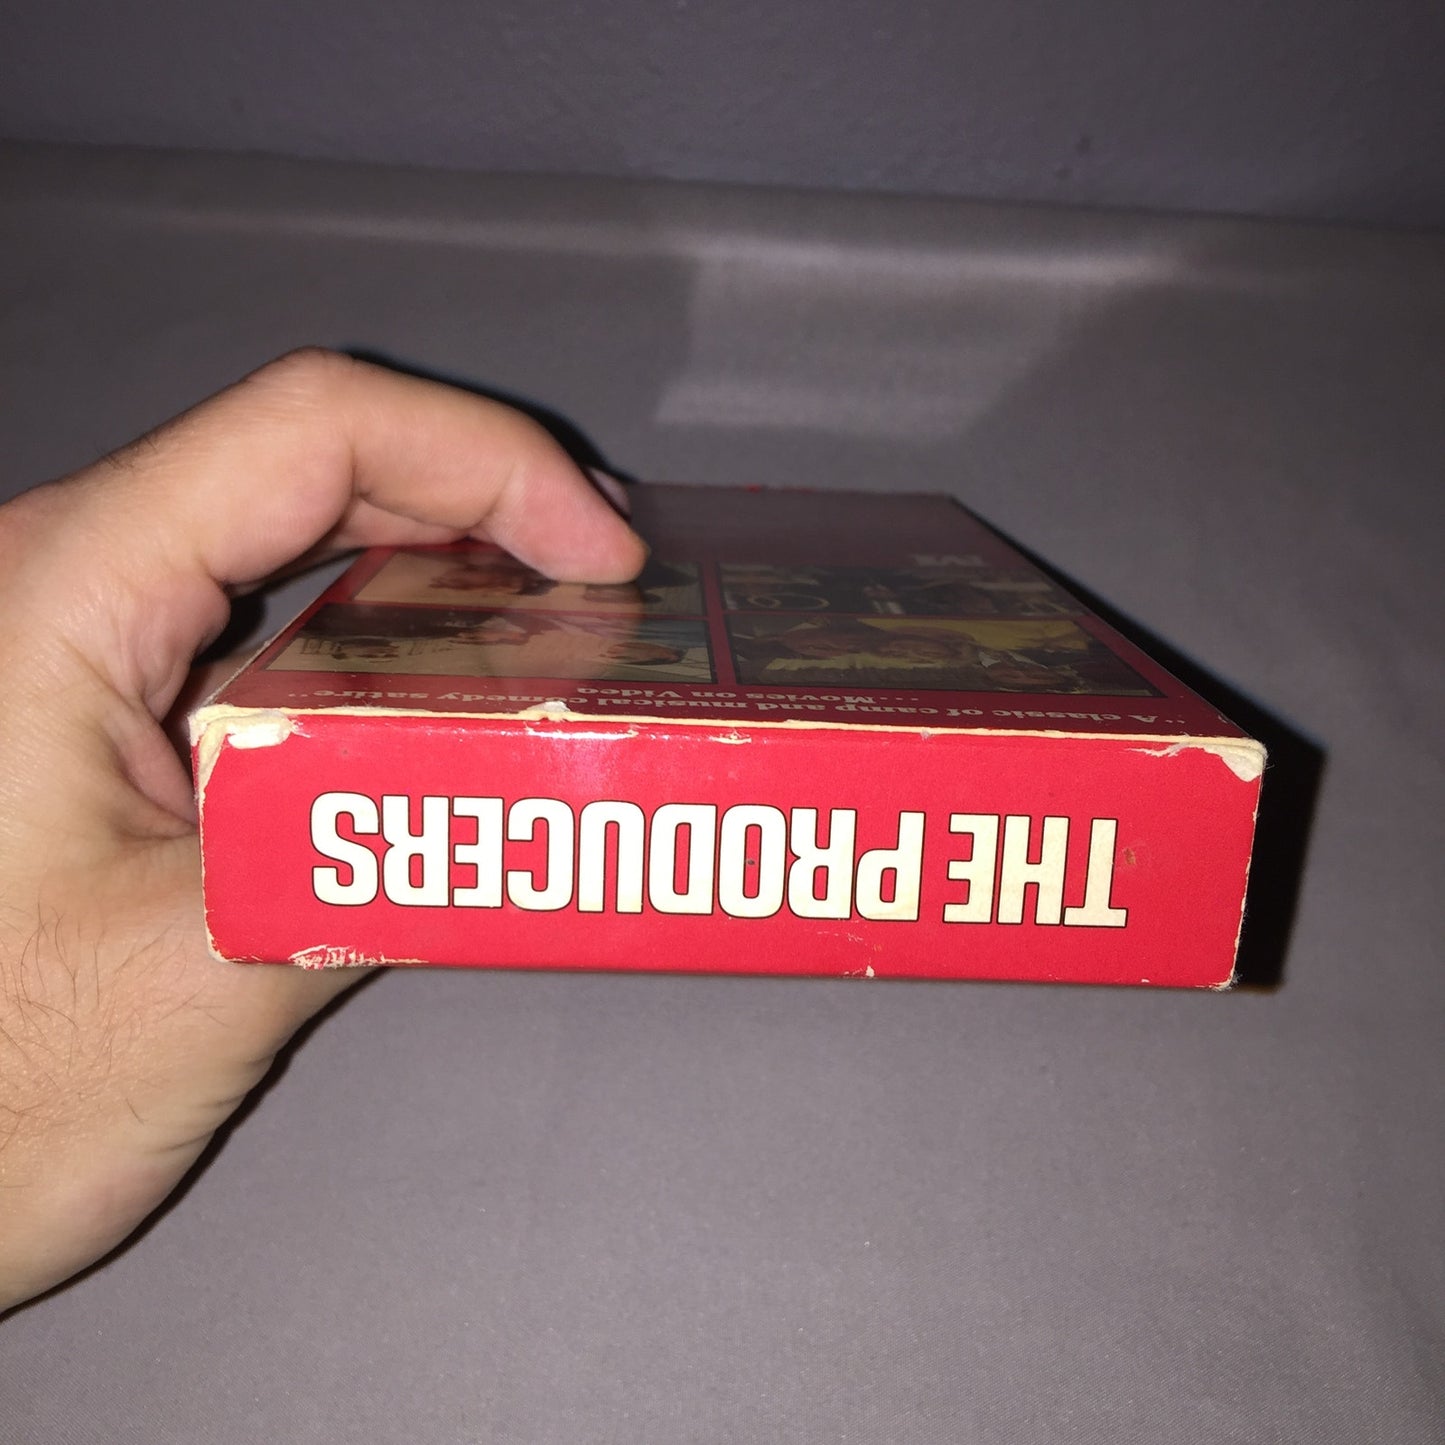 "A classic of camp and musical comedy satire"
...Movies on Video
THE PRODUCERS